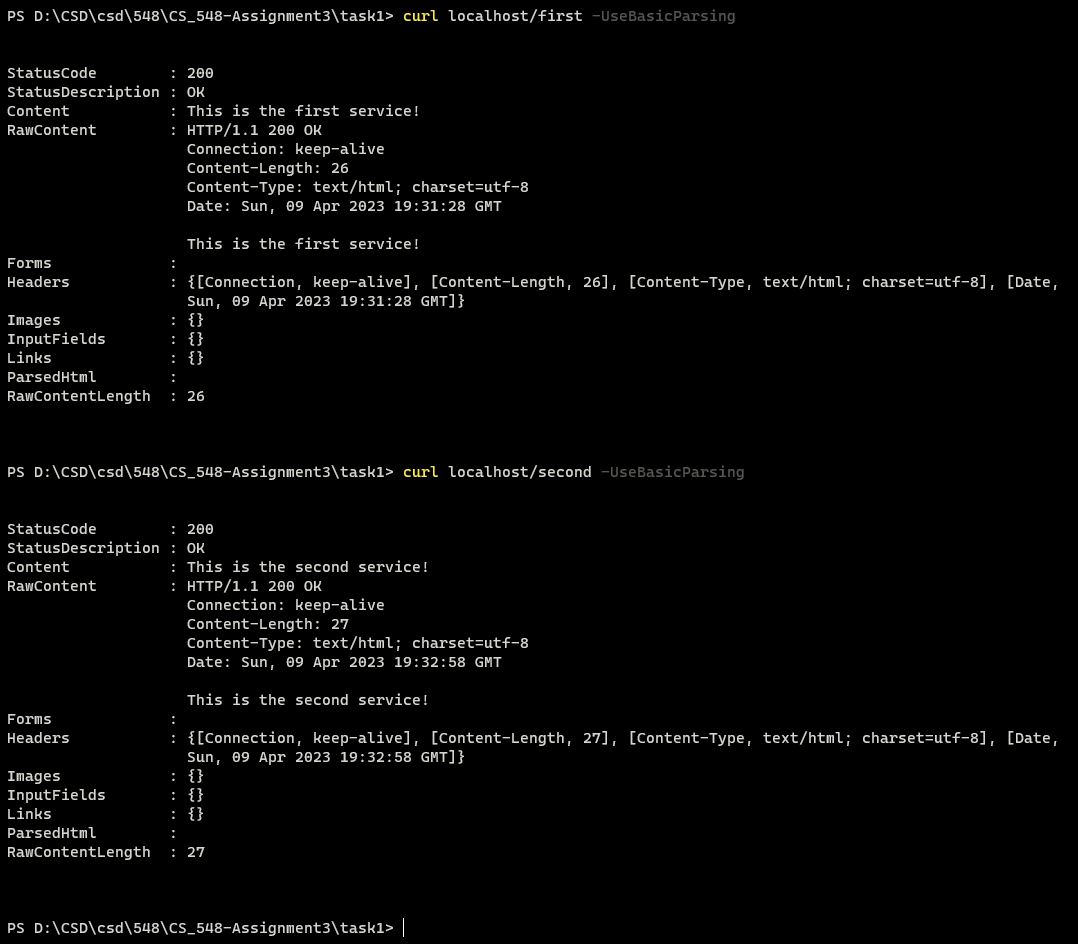 PS D:\CSD\csd\548\CS_548-Assignment3\task1> curl localhost/first -UseBasicParsing
StatusCode        : 200
StatusDescription : OK
Content           : This is the first service!
RawContent        : HTTP/1.1 200 OK
                    Connection: keep-alive
                    Content-Length: 26
                    Content-Type: text/html; charset=utf-8
                    Date: Sun, 09 Apr 2023 19:31:28 GMT
                    This is the first service!
Forms             :
Headers           : {[Connection, keep-alive], [Content-Length, 26], [Content-Type, text/html; charset=utf-8], [Date,
                    Sun, 09 Apr 2023 19:31:28 GMT]}
Images            : {}
InputFields       : {}
Links             : {}
ParsedHtml        :
RawContentLength  : 26
PS D:\CSD\csd\548\CS_548-Assignment3\task1> curl localhost/second -UseBasicParsing
StatusCode        : 200
StatusDescription : OK
Content           : This is the second service!
RawContent        : HTTP/1.1 200 OK
                    Connection: keep-alive
                    Content-Length: 27
                    Content-Type: text/html; charset=utf-8
                    Date: Sun, 09 Apr 2023 19:32:58 GMT
                    This is the second service!
Forms             :
Headers           : {[Connection, keep-alive], [Content-Length, 27], [Content-Type, text/html; charset=utf-8], [Date,
                    Sun, 09 Apr 2023 19:32:58 GMT]}
Images            : {}
InputFields       : {}
Links             : {}
ParsedHtml        :
RawContentLength  : 27
PS D:\CSD\csd\548\CS_548-Assignment3\task1>